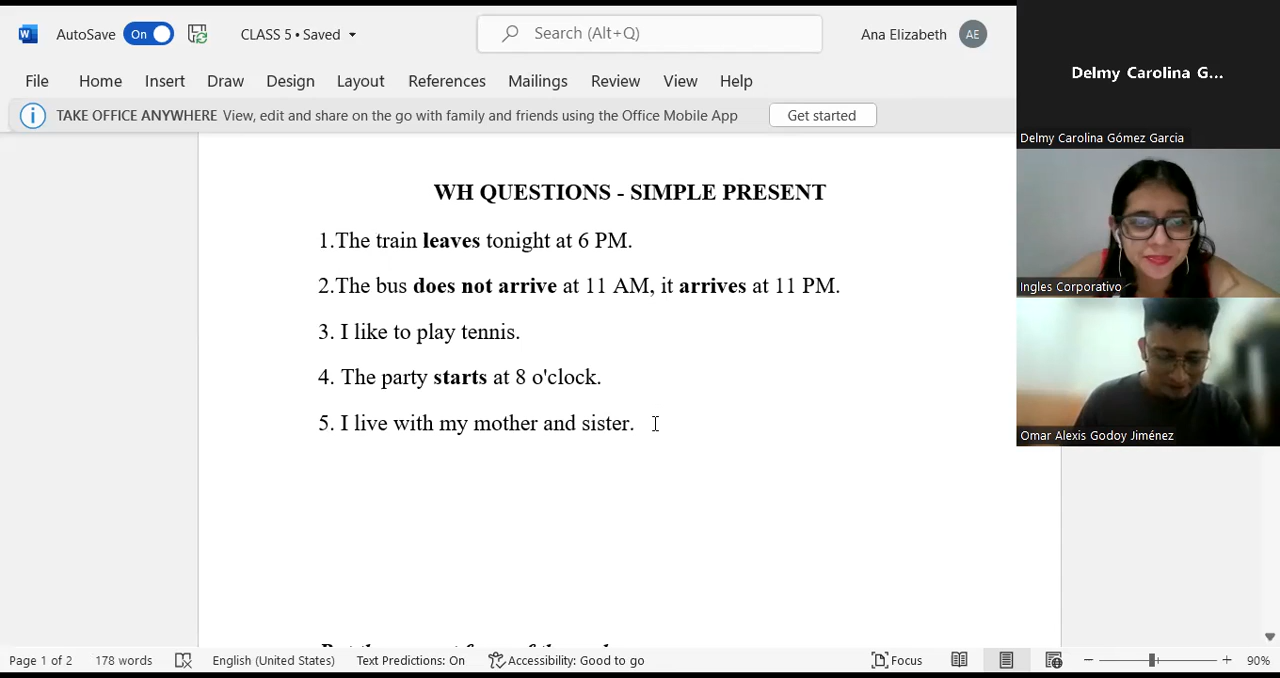 AutoSave On CLASS 5 • Saved Search (Alt+Q) Ana Elizabeth AE
File Home Insert Draw Design Layout References Mailings Review View Help
TAKE OFFICE ANYWHERE View, edit and share on the go with family and friends using the Office Mobile App Get started
WH QUESTIONS - SIMPLE PRESENT
1.The train leaves tonight at 6 PM.
2.The bus does not arrive at 11 AM, it arrives at 11 PM.
3. I like to play tennis.
4. The party starts at 8 o'clock.
5. I live with my mother and sister.
Page 1 of 2 178 words English (United States) Text Predictions: On Accessibility: Good to go Focus 90%
Delmy Carolina G...
Delmy Carolina Gómez Garcia
Ingles Corporativo
Omar Alexis Godoy Jiménez